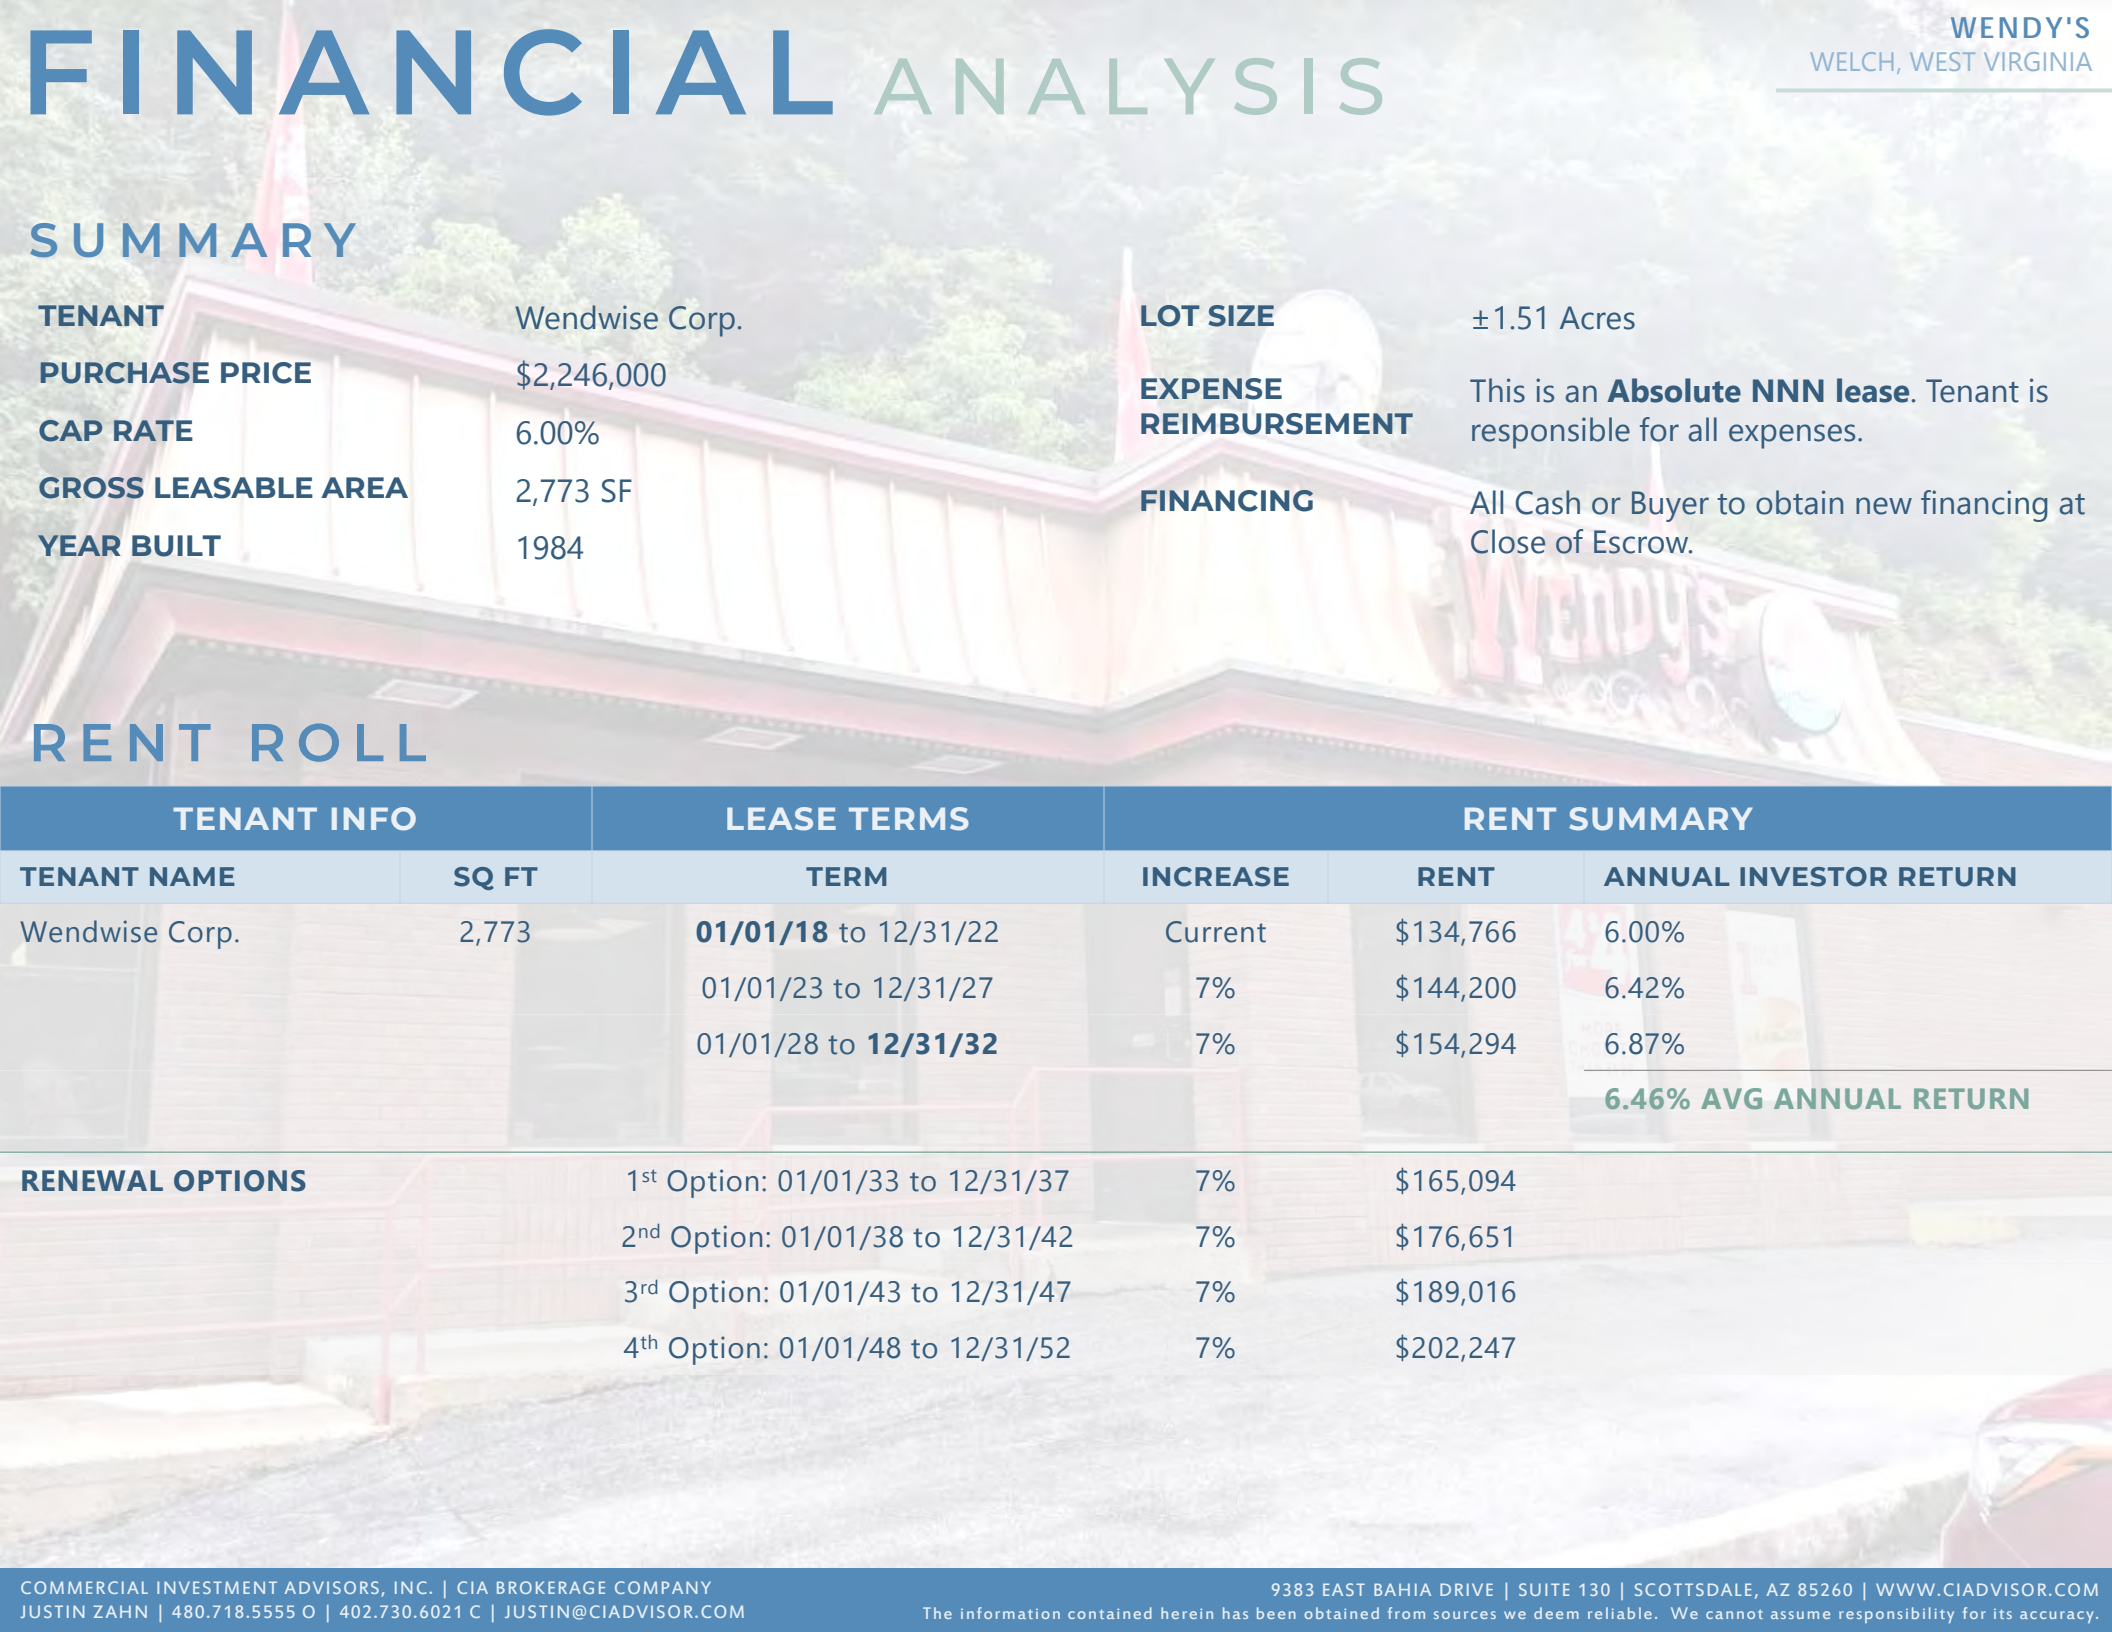 FINANCIAL ANALYSIS
WENDY'S
WELCH, WEST VIRGINIA
SUMMARY
TENANT Wendwise Corp.
PURCHASE PRICE $2,246,000
CAP RATE 6.00%
GROSS LEASABLE AREA 2,773 SF
YEAR BUILT 1984
LOT SIZE ±1.51 Acres
EXPENSE REIMBURSEMENT This is an Absolute NNN lease. Tenant is
responsible for all expenses.
FINANCING All Cash or Buyer to obtain new financing at
Close of Escrow.
Wendy's
RENT ROLL
TENANT INFO LEASE TERMS RENT SUMMARY
TENANT NAME SQ FT TERM INCREASE RENT ANNUAL INVESTOR RETURN
Wendwise Corp. 2,773 01/01/18 to 12/31/22 Current $134,766 6.00%
01/01/23 to 12/31/27 7% $144,200 6.42%
01/01/28 to 12/31/32 7% $154,294 6.87%
6.46% AVG ANNUAL RETURN
RENEWAL OPTIONS 1st Option: 01/01/33 to 12/31/37 7% $165,094
2nd Option: 01/01/38 to 12/31/42 7% $176,651
3rd Option: 01/01/43 to 12/31/47 7% $189,016
4th Option: 01/01/48 to 12/31/52 7% $202,247
COMMERCIAL INVESTMENT ADVISORS, INC. | CIA BROKERAGE COMPANY
JUSTIN ZAHN | 480.718.5555 O | 402.730.6021 C | JUSTIN@CIADVISOR.COM
9383 EAST BAHIA DRIVE | SUITE 130 | SCOTTSDALE, AZ 85260 | WWW.CIADVISOR.COM
The information contained herein has been obtained from sources we deem reliable. We cannot assume responsibility for its accuracy.